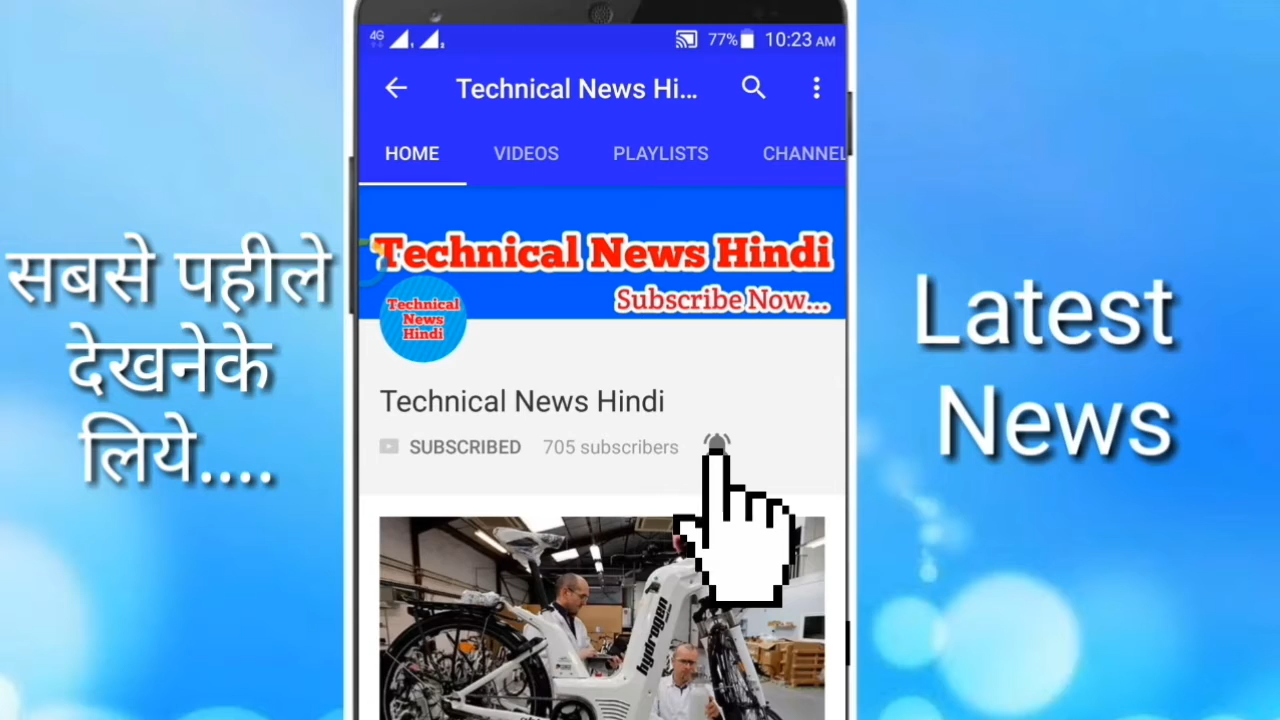 4G
77%
10:23 AM
Technical News Hi...
HOME
VIDEOS
PLAYLISTS
CHANNEL
Technical News Hindi
Subscribe Now...
Technical
News
Hindi
Technical News Hindi
SUBSCRIBED
705 subscribers
hydrogen
सबसे पहीले
देखनेके
लिये....
Latest
News